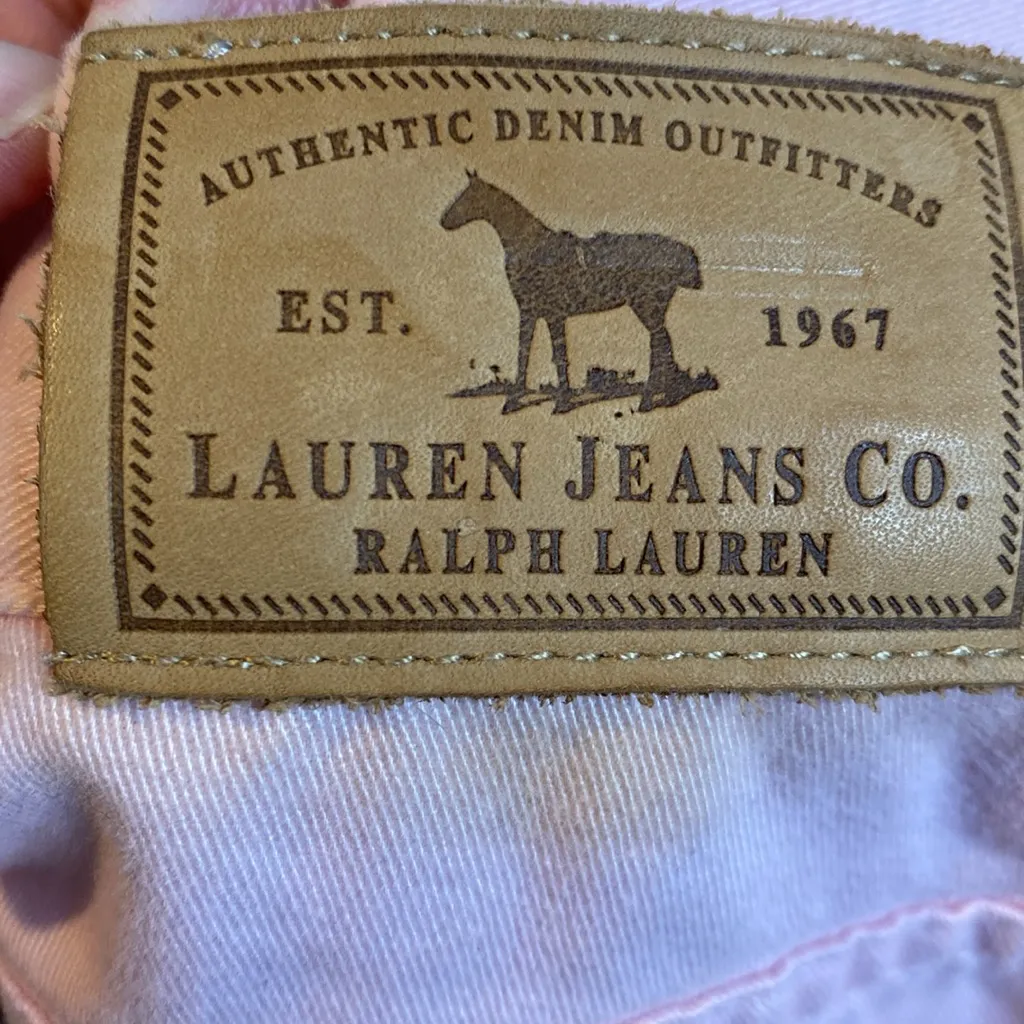 AUTHENTIC DENIM OUTFITTERS
EST. 1967
LAUREN JEANS CO.
RALPH LAUREN